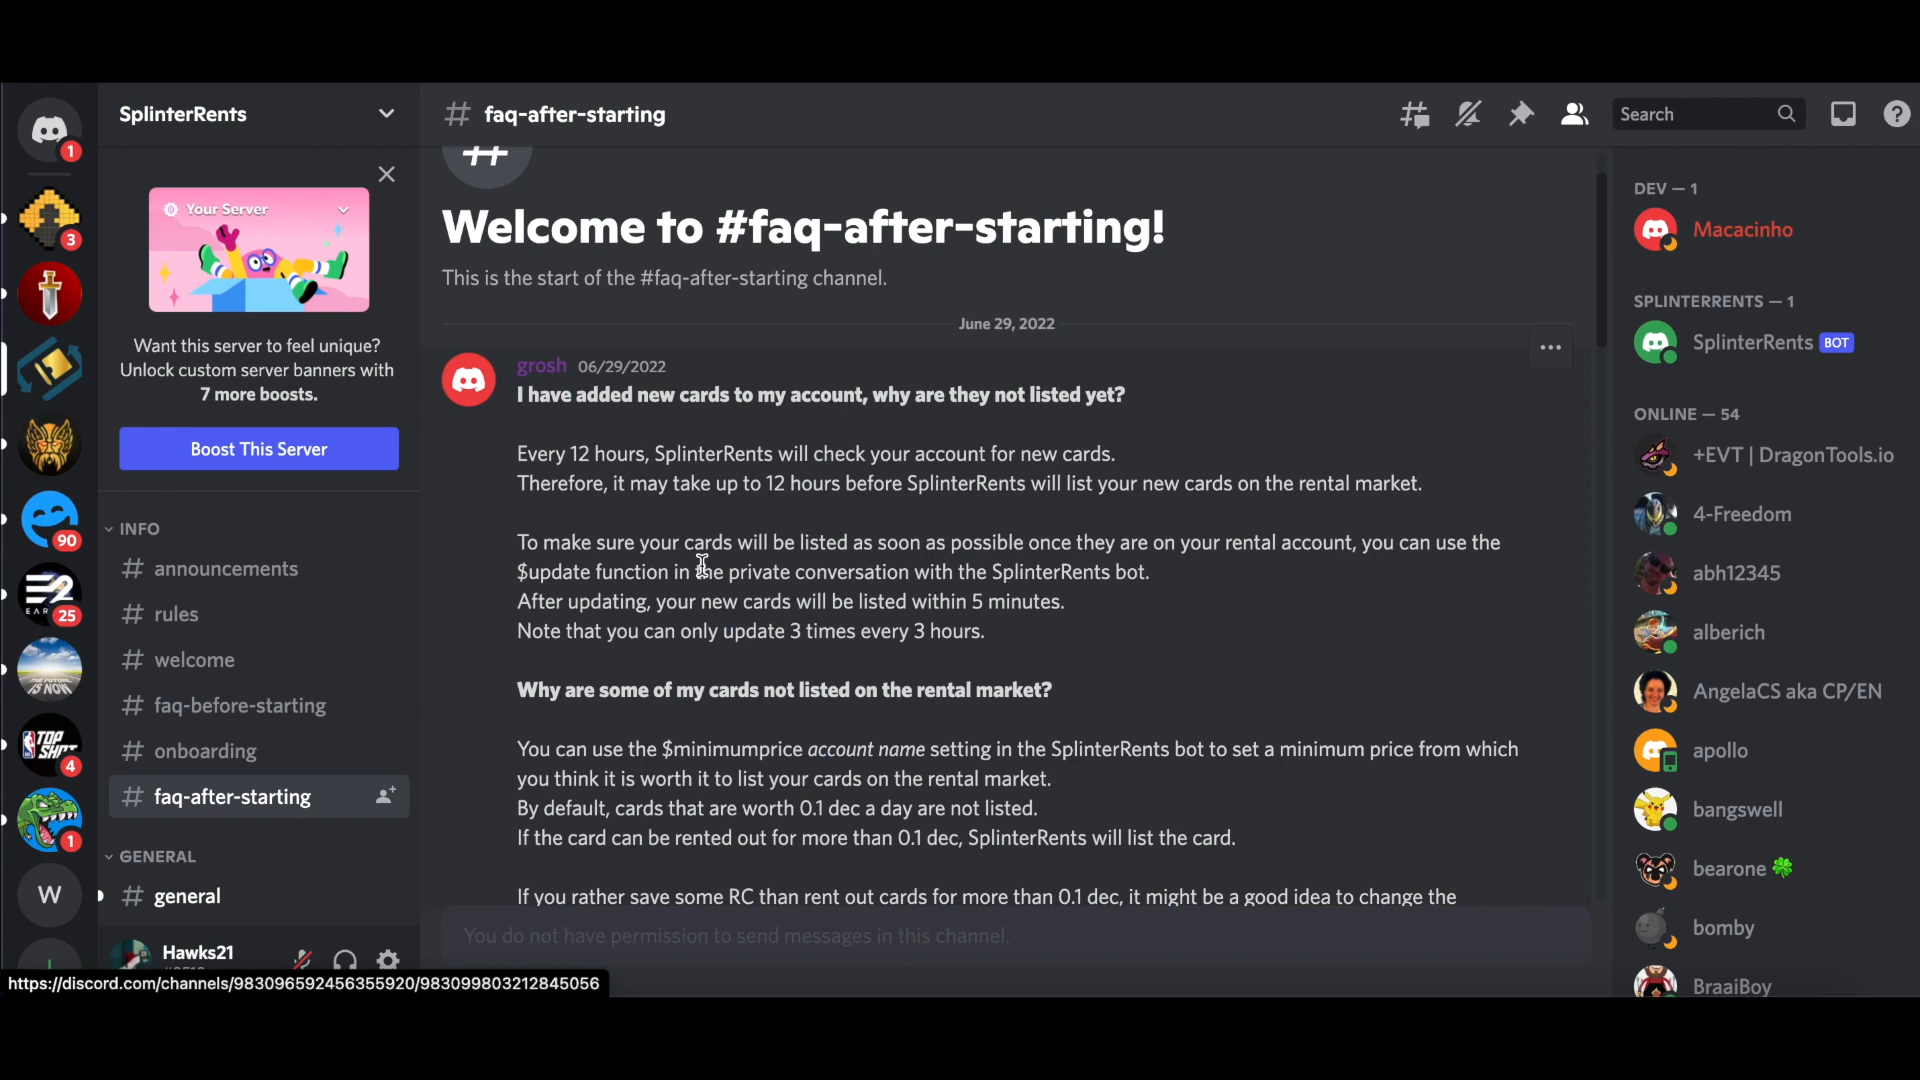 SplinterRents
# faq-after-starting
Search
1
3
90
EAR
25
THE FUTURE
IS NOW
NBA TOP
SHOT
4
1
W
Your Server
Want this server to feel unique?
Unlock custom server banners with
7 more boosts.
Boost This Server
INFO
# announcements
# rules
# welcome
# faq-before-starting
# onboarding
# faq-after-starting
GENERAL
# general
Hawks21
https://discord.com/channels/983096592456355920/983099803212845056
Welcome to #faq-after-starting!
This is the start of the #faq-after-starting channel.
June 29, 2022
grosh 06/29/2022
I have added new cards to my account, why are they not listed yet?
Every 12 hours, SplinterRents will check your account for new cards.
Therefore, it may take up to 12 hours before SplinterRents will list your new cards on the rental market.
To make sure your cards will be listed as soon as possible once they are on your rental account, you can use the
$update function in the private conversation with the SplinterRents bot.
After updating, your new cards will be listed within 5 minutes.
Note that you can only update 3 times every 3 hours.
Why are some of my cards not listed on the rental market?
You can use the $minimumprice account name setting in the SplinterRents bot to set a minimum price from which
you think it is worth it to list your cards on the rental market.
By default, cards that are worth 0.1 dec a day are not listed.
If the card can be rented out for more than 0.1 dec, SplinterRents will list the card.
If you rather save some RC than rent out cards for more than 0.1 dec, it might be a good idea to change the
You do not have permission to send messages in this channel.
DEV — 1
Macacinho
SPLINTERRENTS — 1
SplinterRents BOT
ONLINE — 54
+EVT | DragonTools.io
4-Freedom
abh12345
alberich
AngelaCS aka CP/EN
apollo
bangswell
bearone
bomby
BraaiBoy